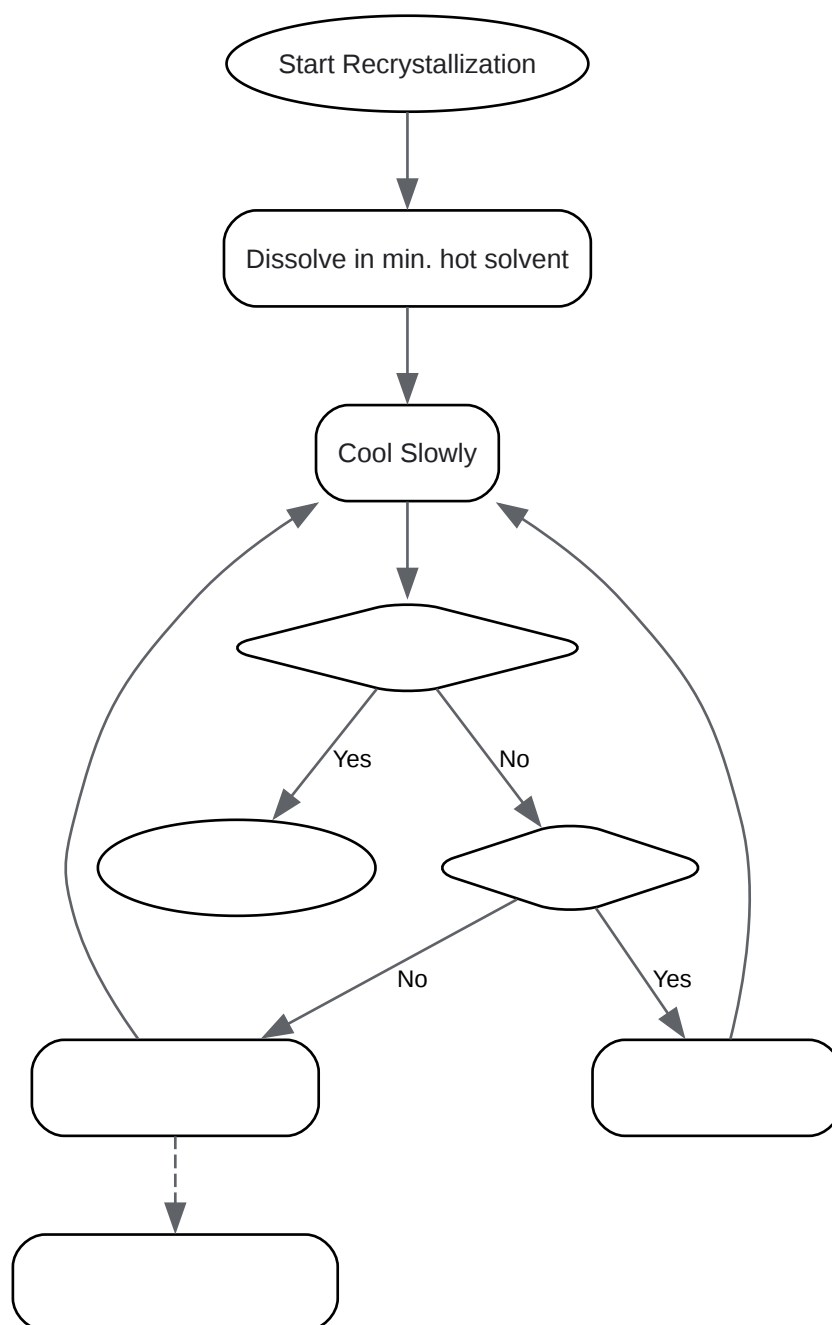 Start Recrystallization
Dissolve in min. hot solvent
Cool Slowly
Yes
No
No
Yes